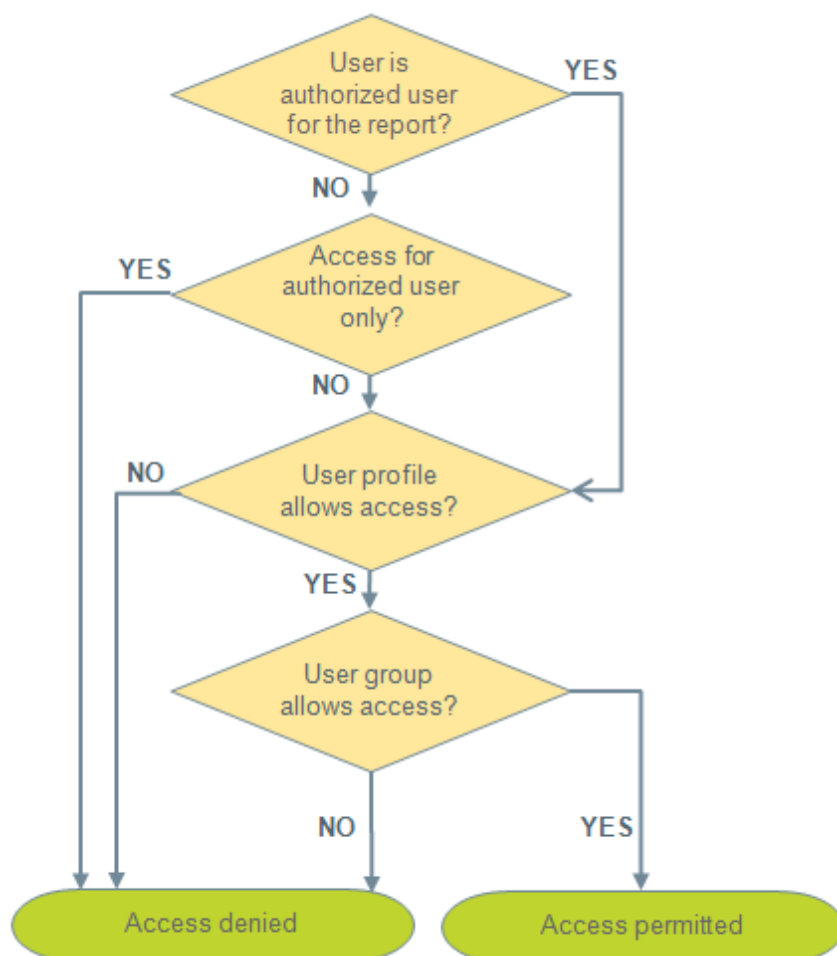 User is
authorized user
for the report?
YES
NO
Access for
authorized user
only?
YES
NO
User profile
allows access?
NO
YES
User group
allows access?
NO
YES
Access denied
Access permitted